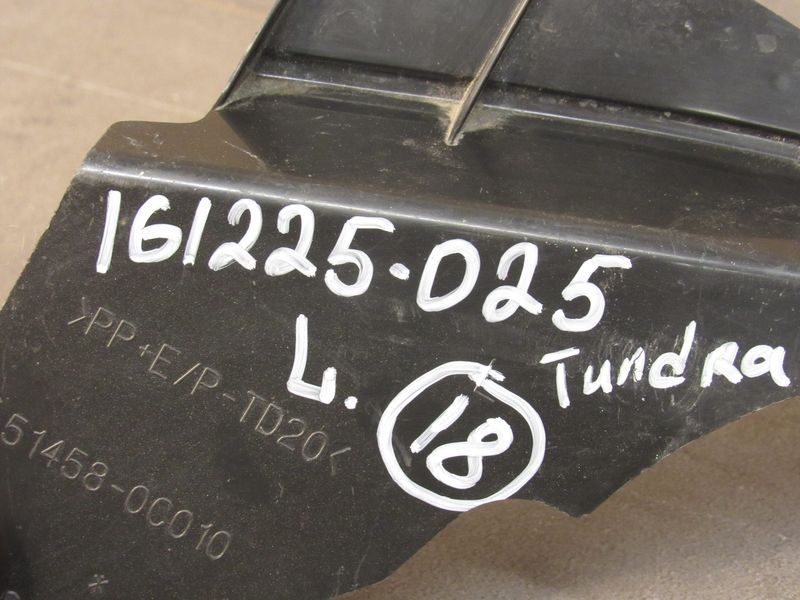 161225-025
L. 18 Tundra
>PP+E/P-TD20<
51458-0C010
*